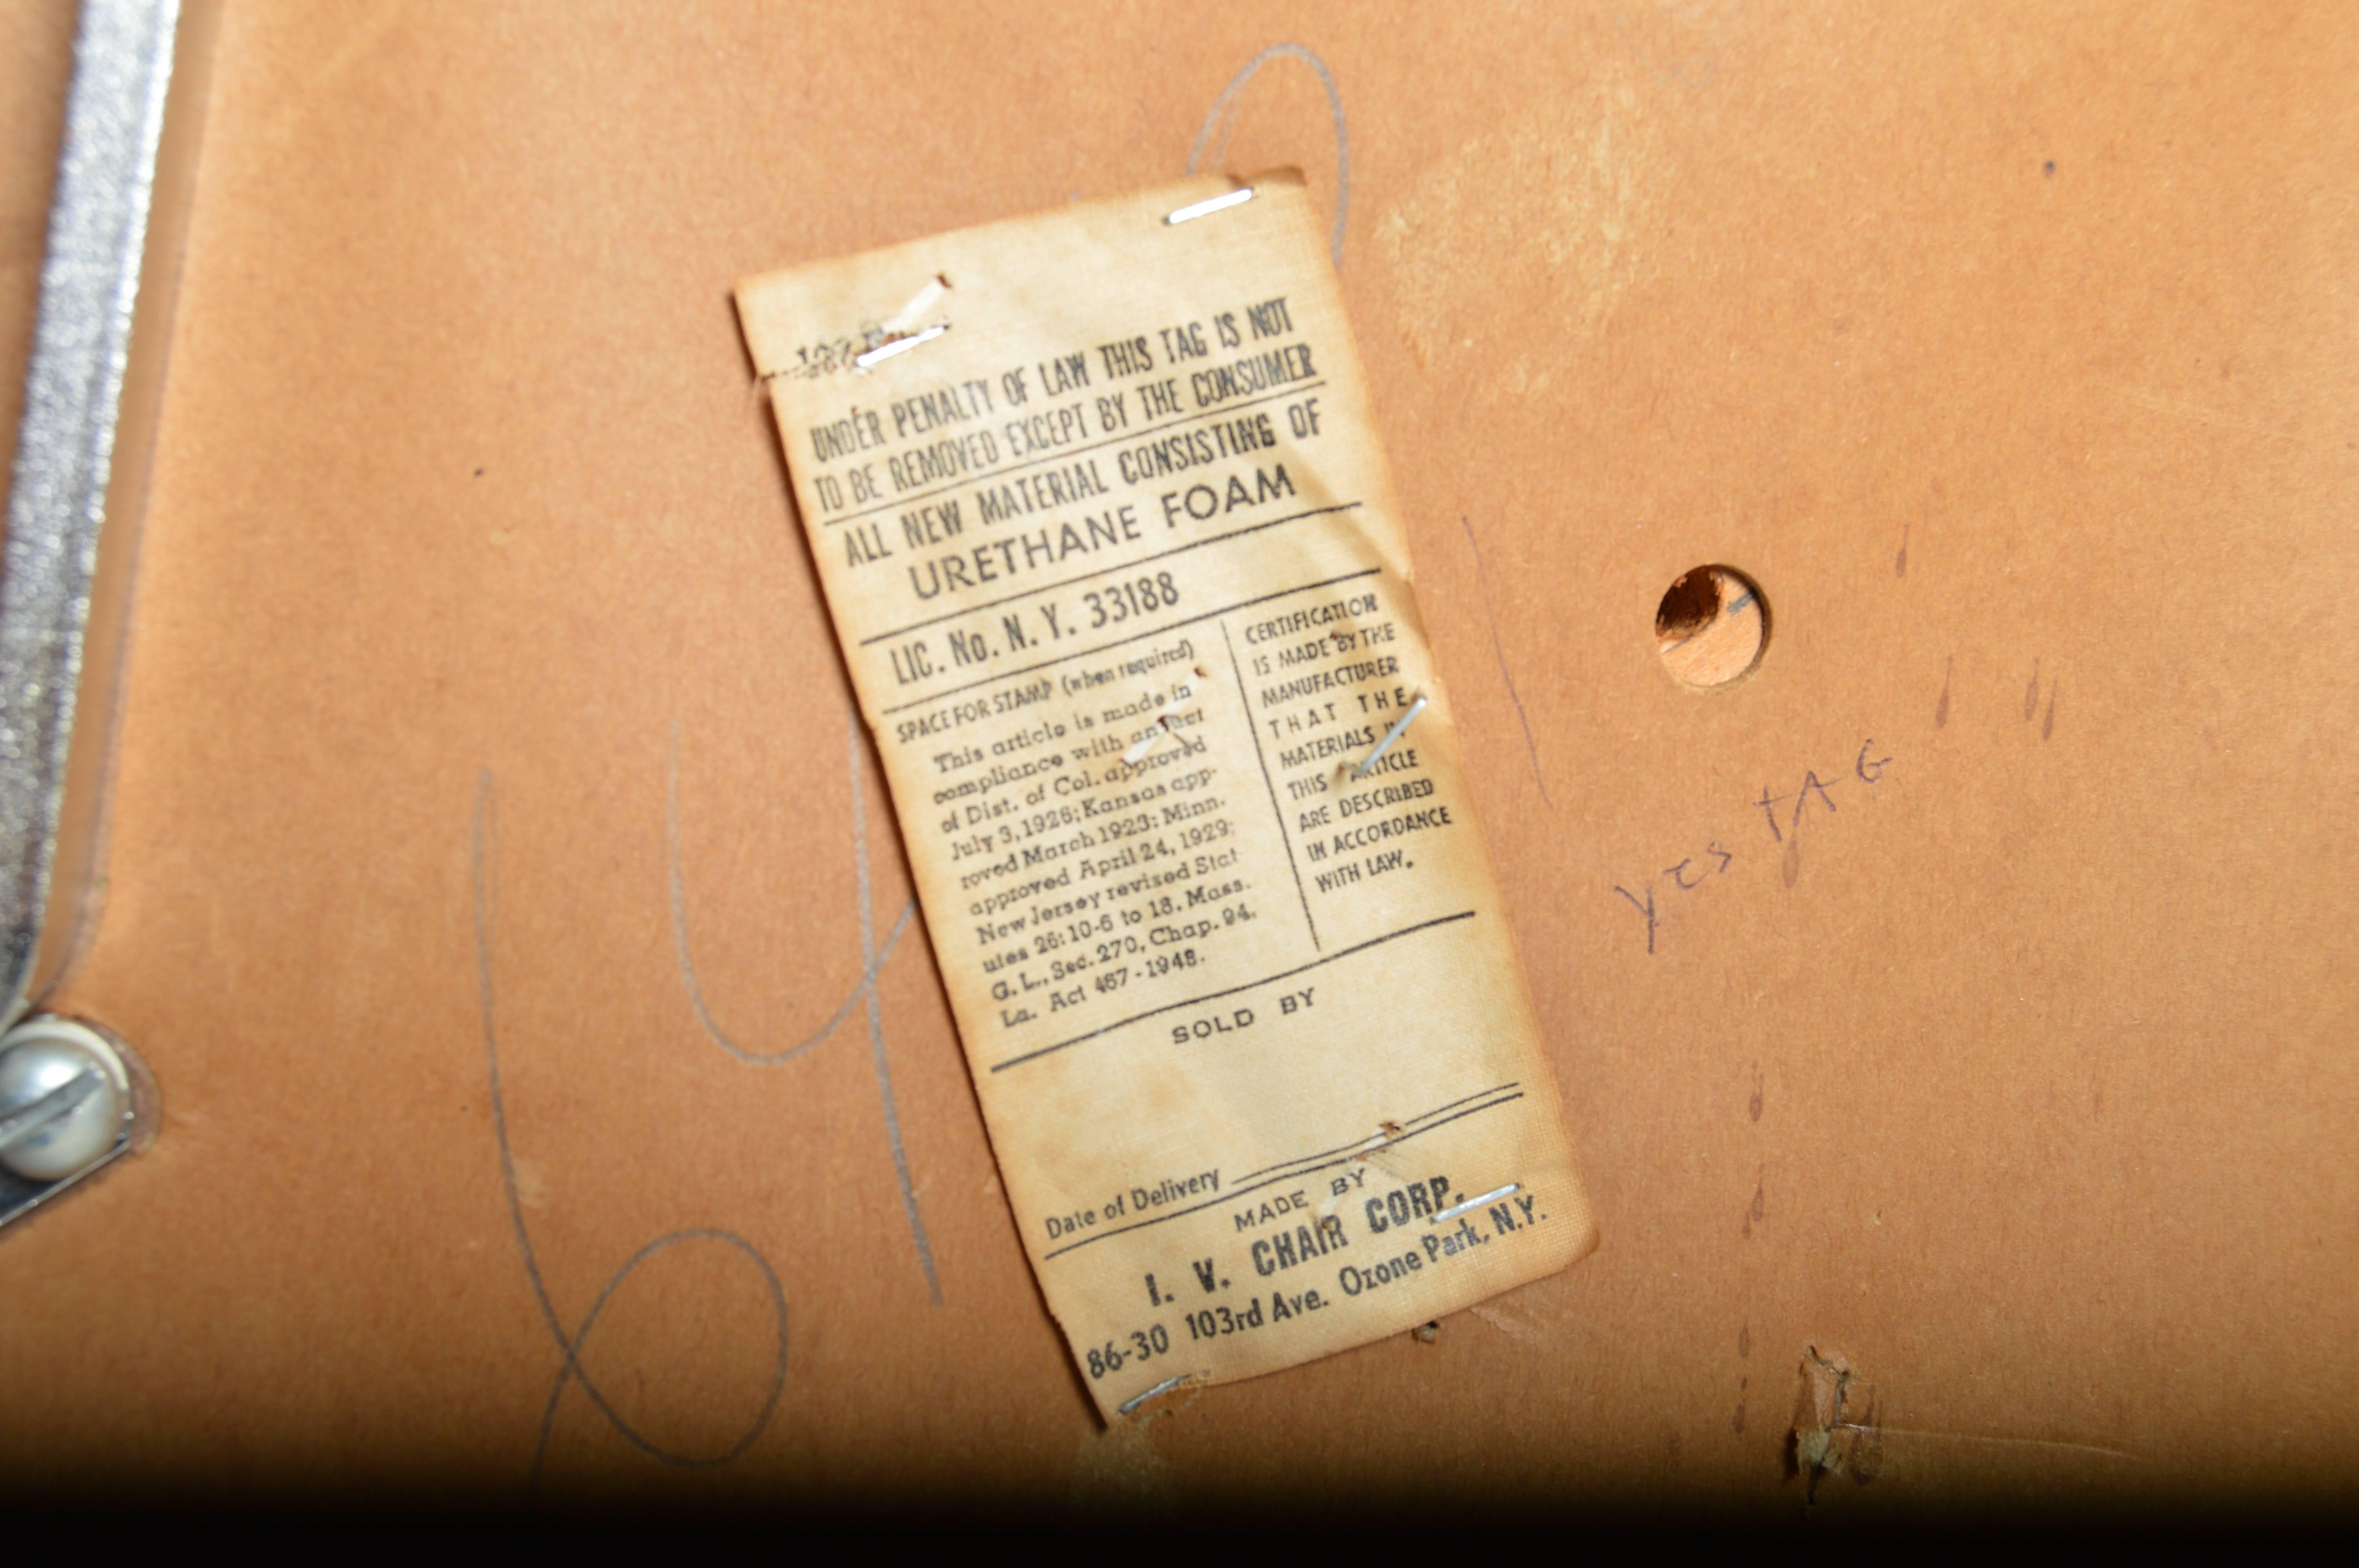 UNDER PENALTY OF LAW THIS TAG IS NOT
TO BE REMOVED EXCEPT BY THE CONSUMER
ALL NEW MATERIAL CONSISTING OF
URETHANE FOAM
LIC. No. N. Y. 33188
SPACE FOR STAMP (when required)
This article is made in
compliance with an act
of Dist. of Col. approved
July 3, 1926; Kansas app-
roved March 1923: Minn.
approved April 24, 1929;
New Jersey revised Stat
utes 26:10-6 to 18. Mass.
G. L., Sec. 270, Chap. 94.
La. Act 467-1948.
CERTIFICATION
IS MADE BY THE
MANUFACTURER
THAT THE
MATERIALS IN
THIS ARTICLE
ARE DESCRIBED
IN ACCORDANCE
WITH LAW.
SOLD BY
Date of Delivery
MADE BY
I. V. CHAIR CORP.
86-30 103rd Ave. Ozone Park, N.Y.
yes tAG